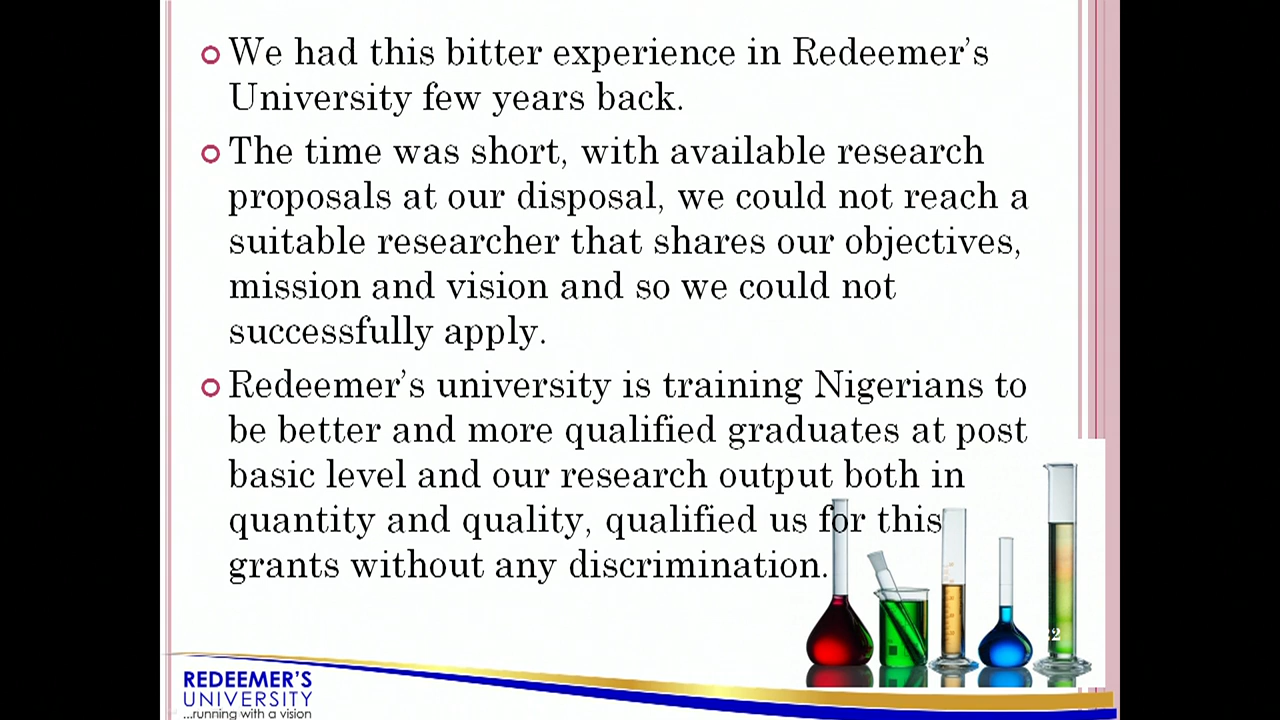 We had this bitter experience in Redeemer's
University few years back.
The time was short, with available research
proposals at our disposal, we could not reach a
suitable researcher that shares our objectives,
mission and vision and so we could not
successfully apply.
Redeemer's university is training Nigerians to
be better and more qualified graduates at post
basic level and our research output both in
quantity and quality, qualified us for this
grants without any discrimination.
REDEEMER'S
UNIVERSITY
...running with a vision